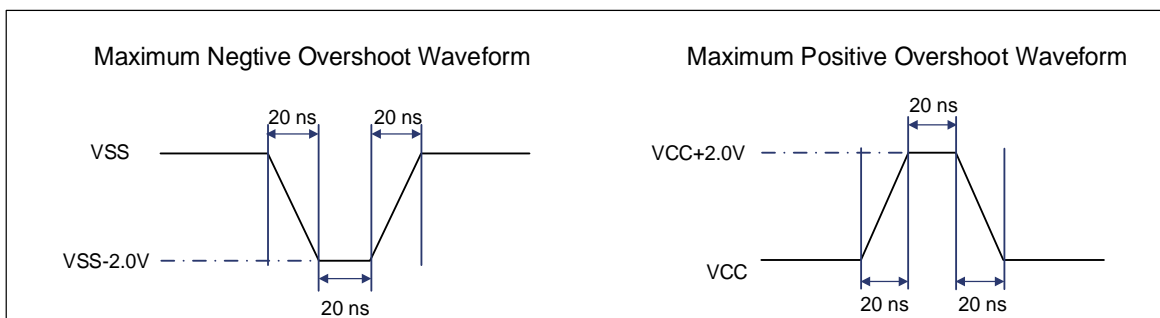 Maximum Negtive Overshoot Waveform
20 ns
20 ns
VSS
VSS-2.0V
20 ns
Maximum Positive Overshoot Waveform
20 ns
VCC+2.0V
VCC
20 ns
20 ns